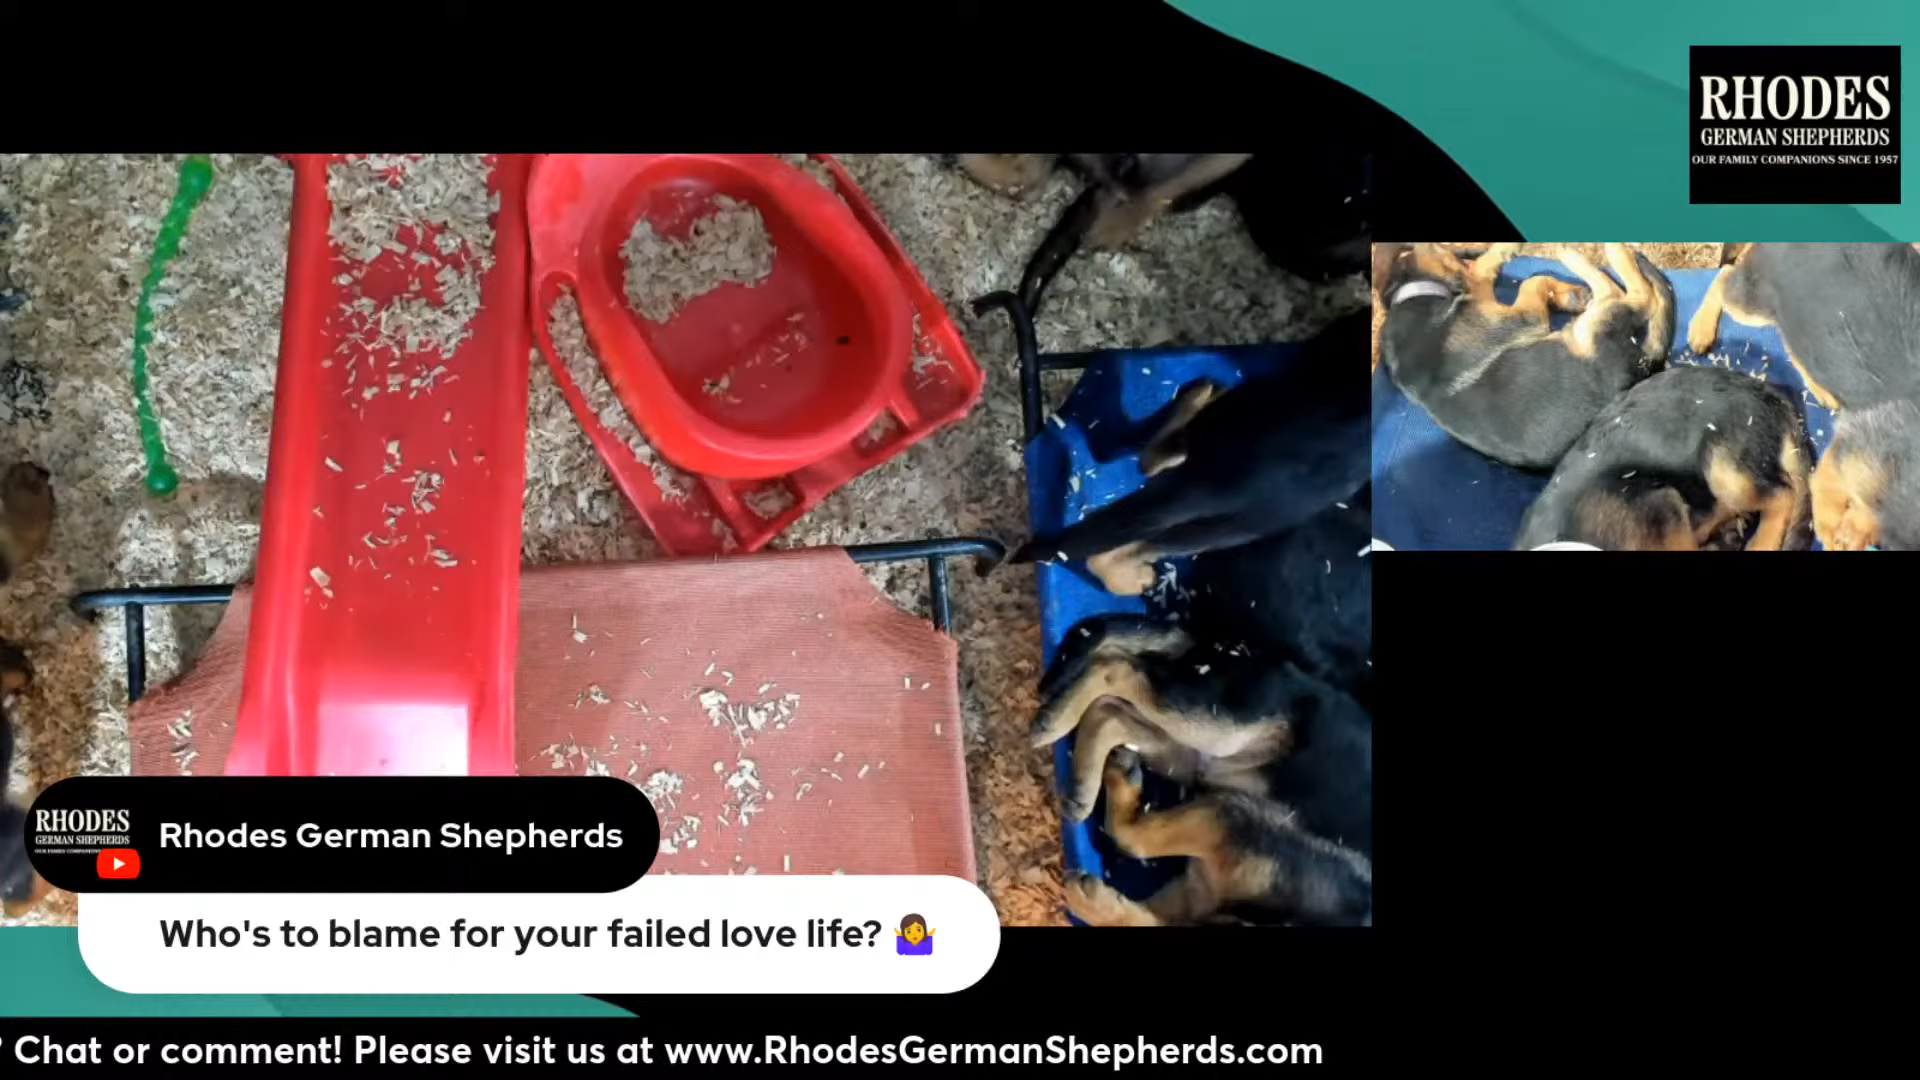 RHODES
GERMAN SHEPHERDS
OUR FAMILY COMPANIONS SINCE 1957
RHODES
GERMAN SHEPHERDS
Rhodes German Shepherds
Who's to blame for your failed love life? 🤷‍♀️
Chat or comment! Please visit us at www.RhodesGermanShepherds.com